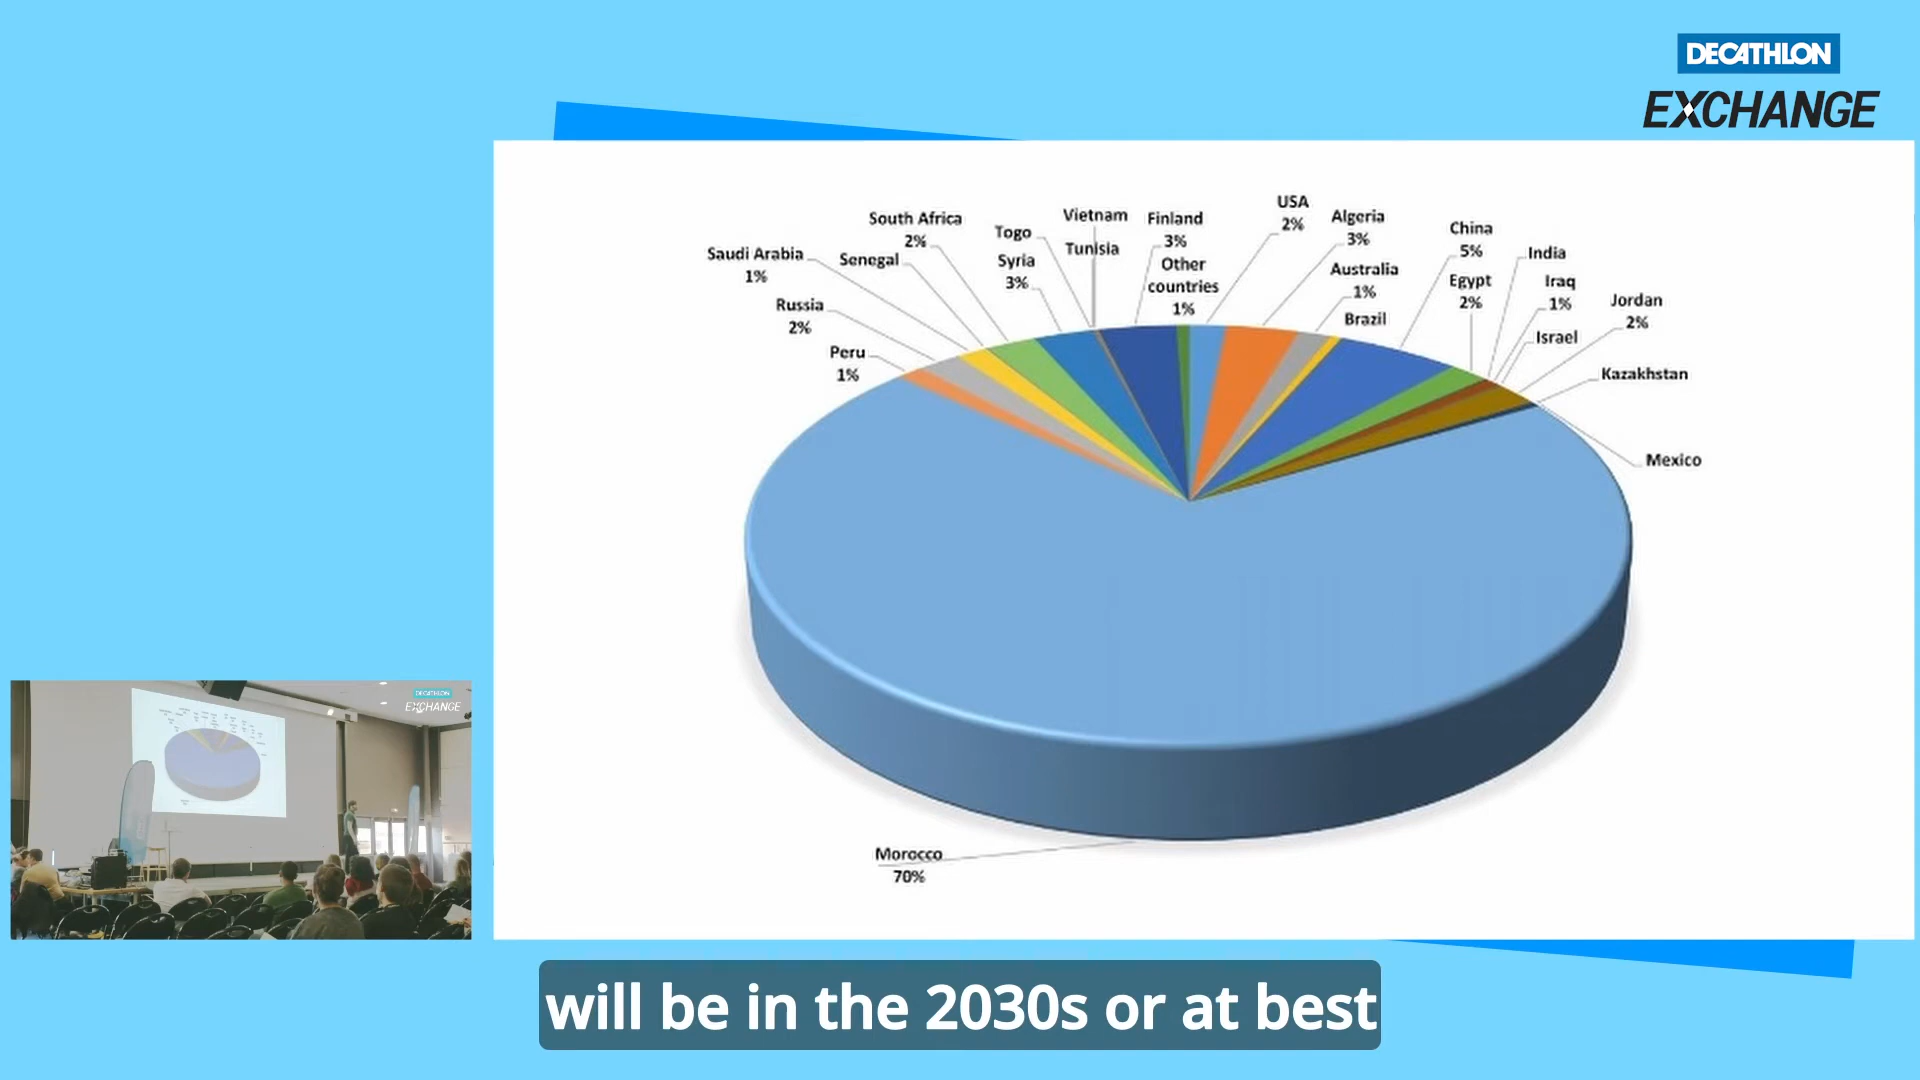 DECATHLON
EXCHANGE
USA
2%
Algeria
3%
Australia
1%
Brazil
China
5%
Egypt
2%
India
Iraq
1%
Israel
Jordan
2%
Kazakhstan
Mexico
Morocco
70%
Peru
1%
Russia
2%
Saudi Arabia
1%
Senegal
South Africa
2%
Syria
3%
Togo
Tunisia
Vietnam
Finland
3%
Other
countries
1%
DECATHLON
EXCHANGE
will be in the 2030s or at best